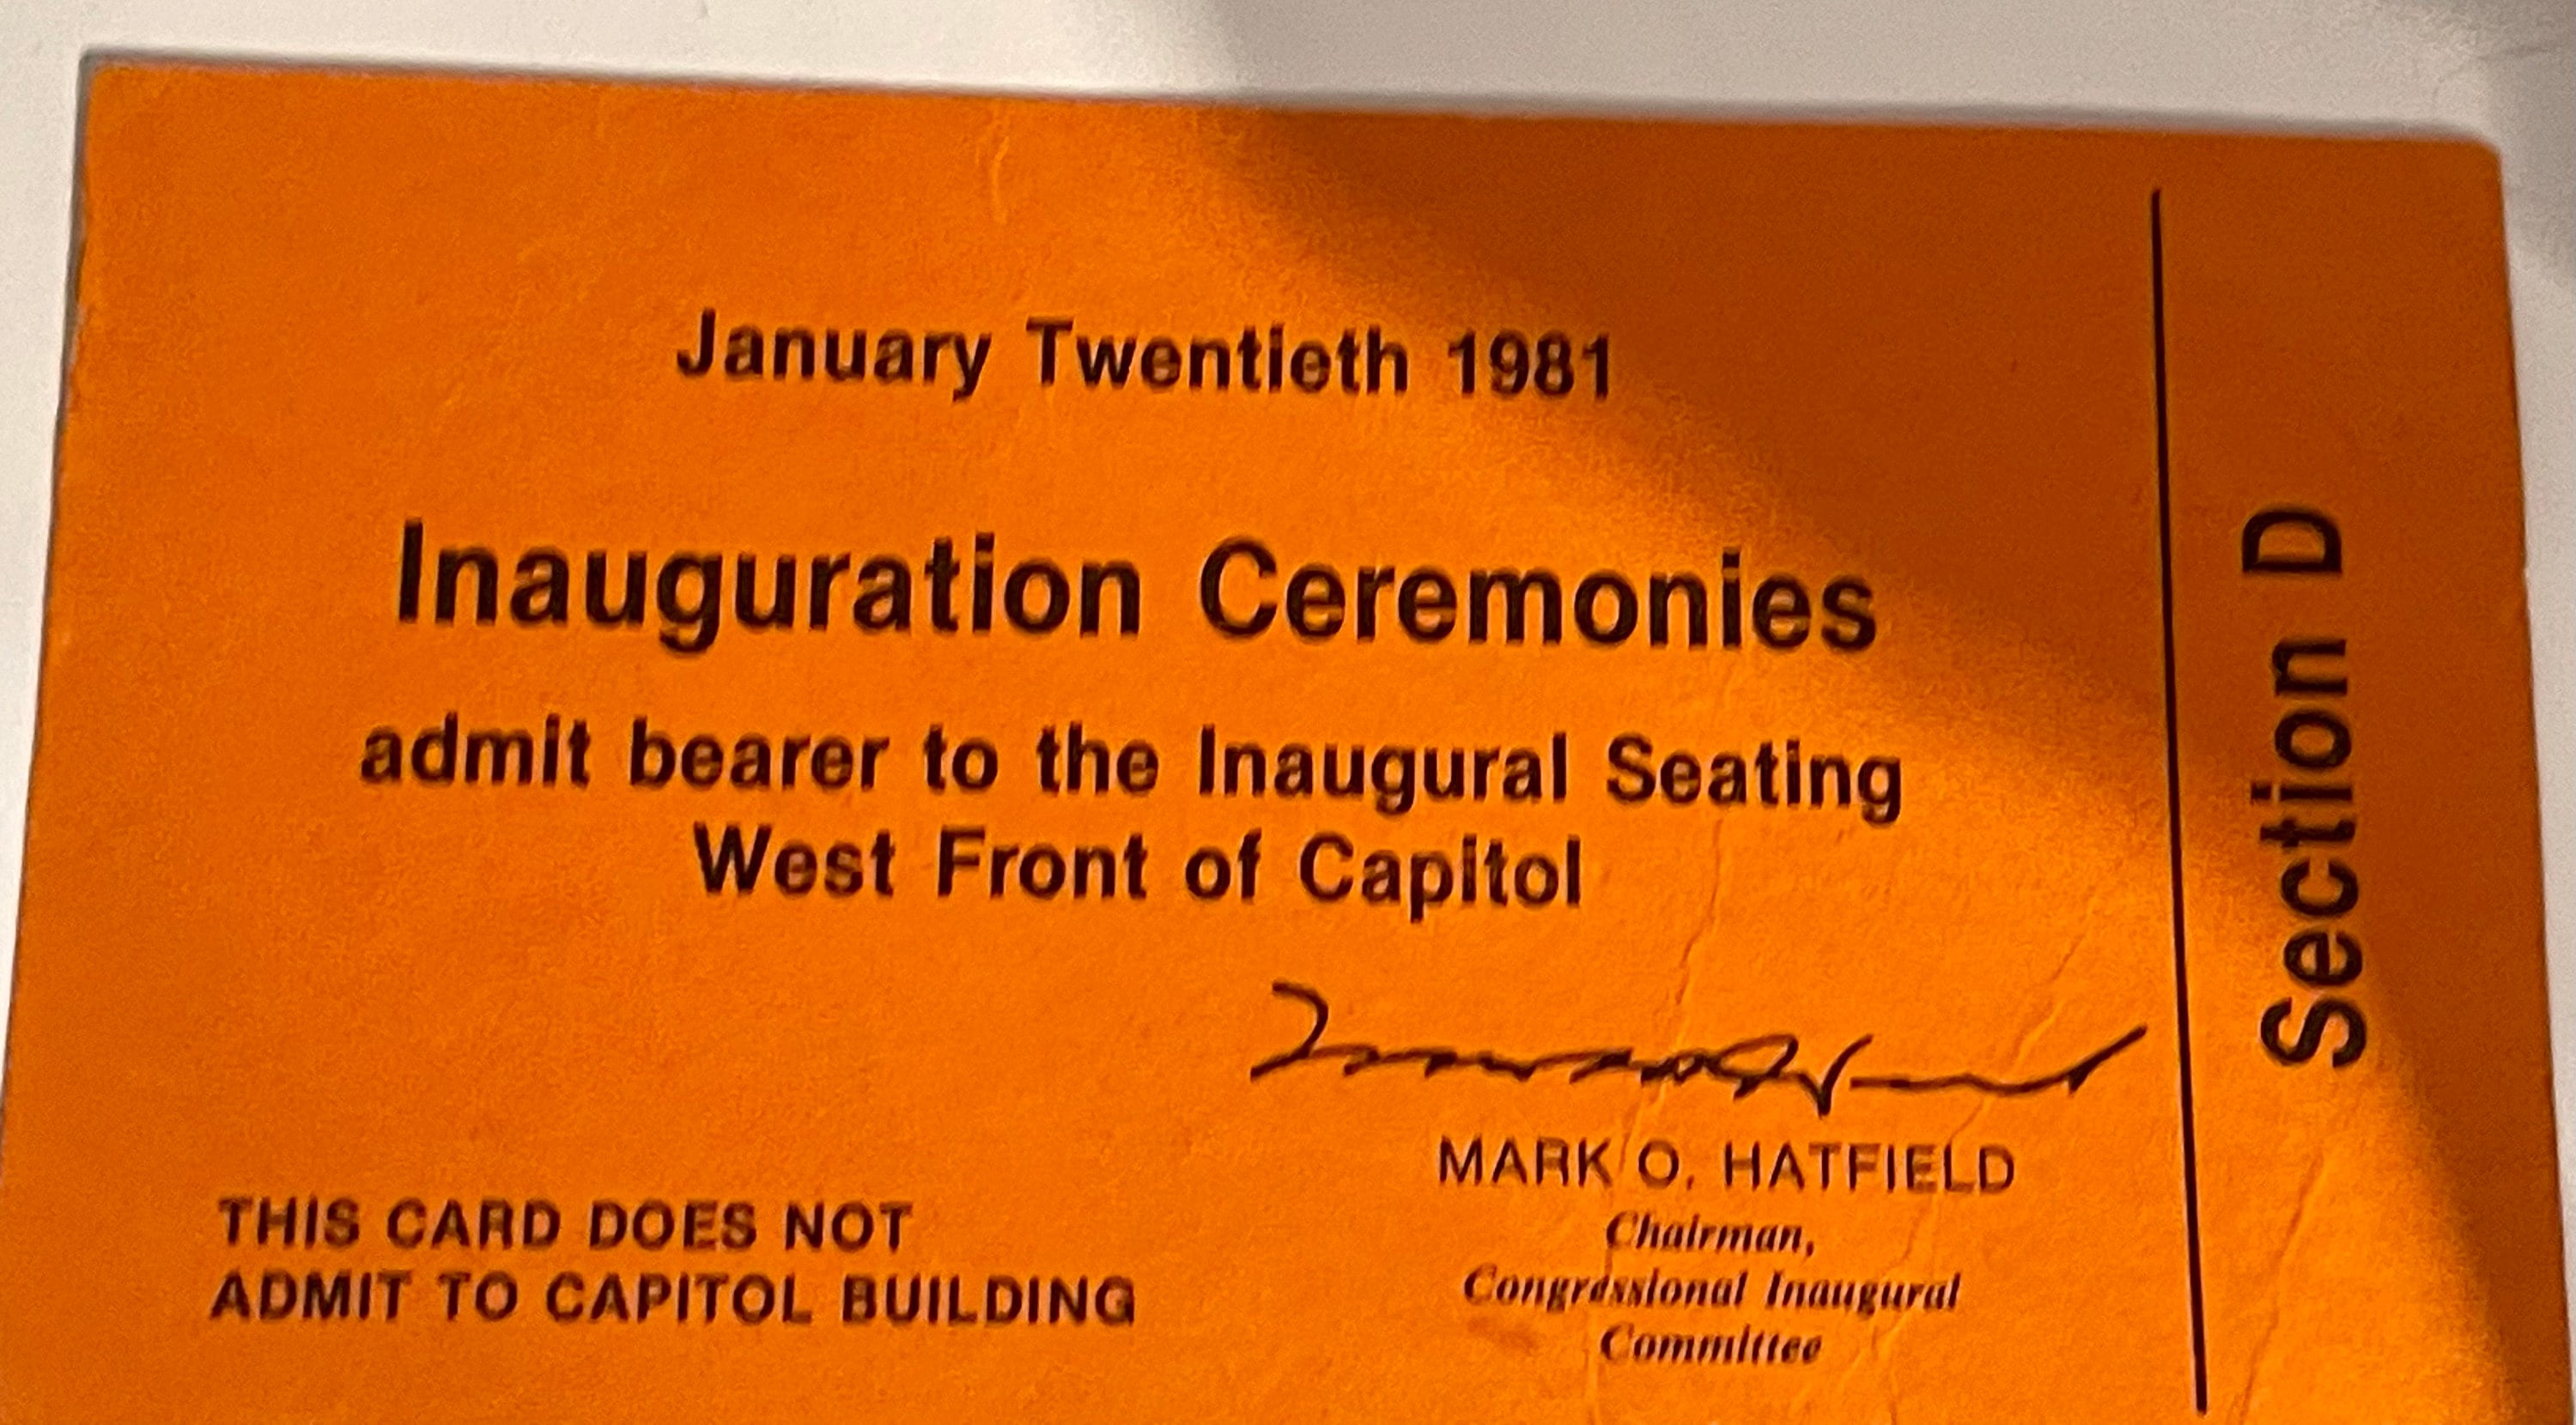 January Twentieth 1981
Inauguration Ceremonies
admit bearer to the Inaugural Seating
West Front of Capitol
MARK O. HATFIELD
Chairman,
Congressional Inaugural
Committee
THIS CARD DOES NOT
ADMIT TO CAPITOL BUILDING
Section D